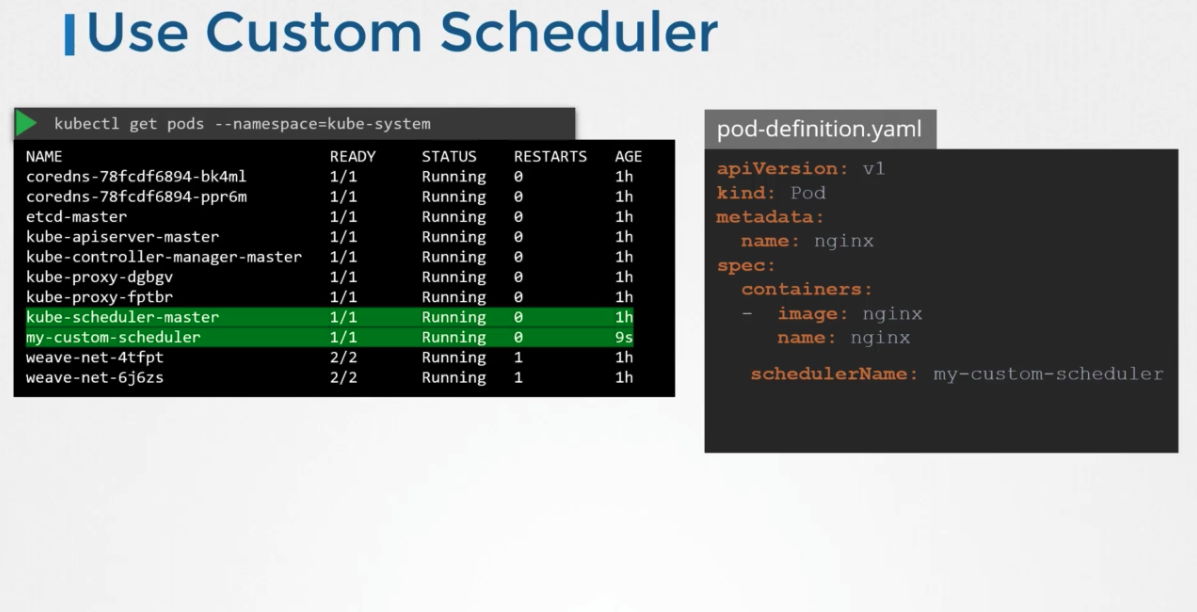 Use Custom Scheduler
kubectl get pods --namespace=kube-system
NAME READY STATUS RESTARTS AGE
coredns-78fcdf6894-bk4ml 1/1 Running 0 1h
coredns-78fcdf6894-ppr6m 1/1 Running 0 1h
etcd-master 1/1 Running 0 1h
kube-apiserver-master 1/1 Running 0 1h
kube-controller-manager-master 1/1 Running 0 1h
kube-proxy-dgbgv 1/1 Running 0 1h
kube-proxy-fptbr 1/1 Running 0 1h
kube-scheduler-master 1/1 Running 0 1h
my-custom-scheduler 1/1 Running 0 9s
weave-net-4tfpt 2/2 Running 1 1h
weave-net-6j6zs 2/2 Running 1 1h
pod-definition.yaml
apiVersion: v1
kind: Pod
metadata:
  name: nginx
spec:
  containers:
  - image: nginx
    name: nginx
  schedulerName: my-custom-scheduler